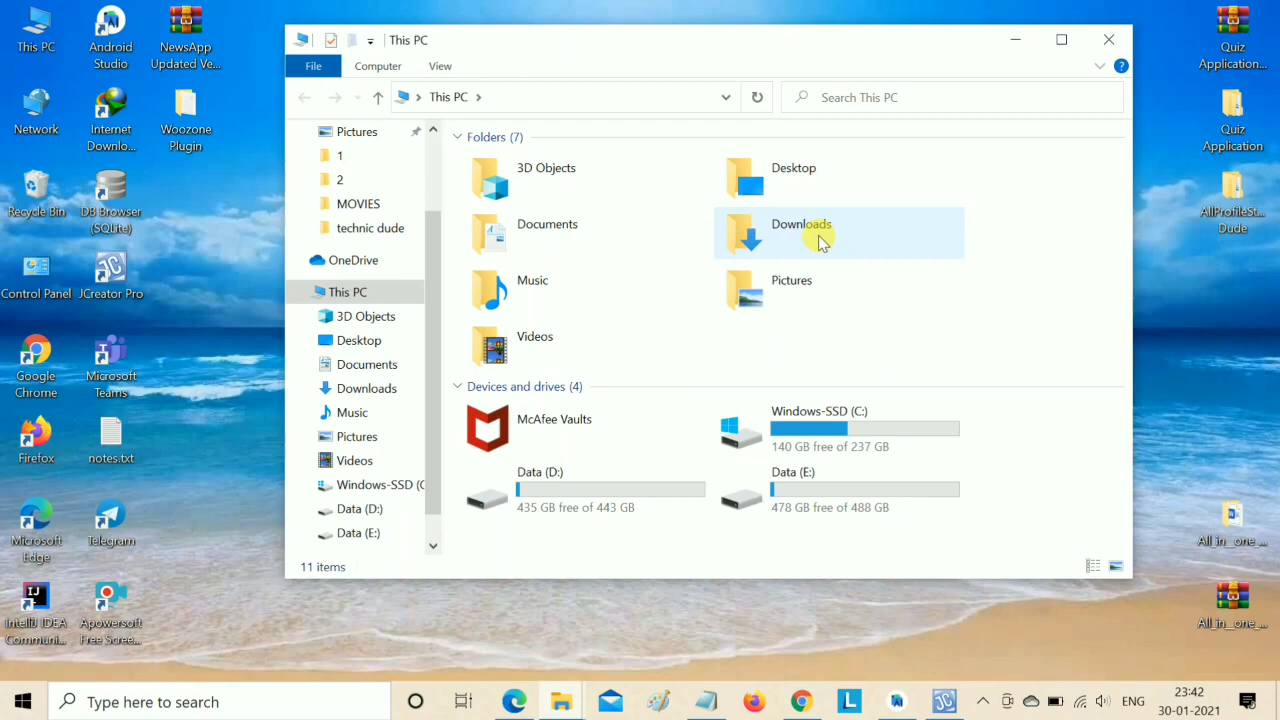 This PC
Android
Studio
NewsApp
Updated Ve...
Network
Internet
Downlo...
Woozone
Plugin
Recycle Bin
DB Browser
(SQLite)
Control Panel
JCreator Pro
Google
Chrome
Microsoft
Teams
Firefox
notes.txt
Microsoft
Edge
Telegram
IntelliJ IDEA
Communi...
Apowersoft
Free Scree...
This PC
File
Computer
View
This PC
Search This PC
Pictures
1
2
MOVIES
technic dude
OneDrive
This PC
3D Objects
Desktop
Documents
Downloads
Music
Pictures
Videos
Windows-SSD (C
Data (D:)
Data (E:)
Folders (7)
3D Objects
Desktop
Documents
Downloads
Music
Pictures
Videos
Devices and drives (4)
McAfee Vaults
Windows-SSD (C:)
140 GB free of 237 GB
Data (D:)
435 GB free of 443 GB
Data (E:)
478 GB free of 488 GB
11 items
Quiz
Application...
Quiz
Application
AllProfileSt...
Dude
All_in__one_...
All_in__one_...
Type here to search
ENG
23:42
30-01-2021